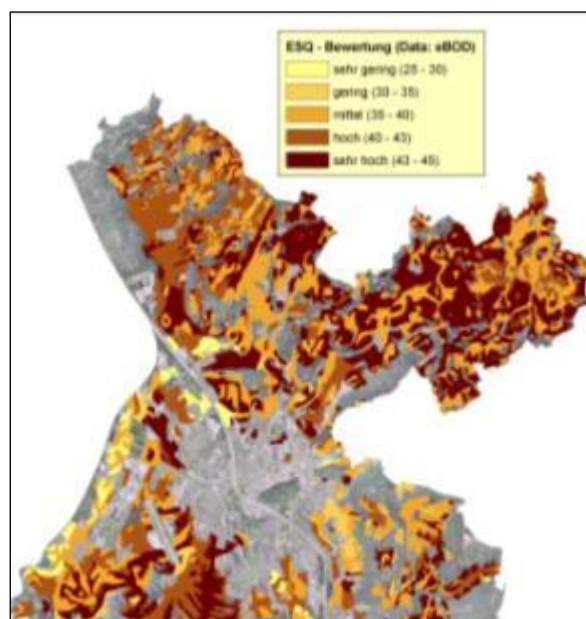 ESQ - Bewertung (Data: eBOD)
sehr gering (25 - 30)
gering (30 - 35)
mittel (35 - 40)
hoch (40 - 43)
sehr hoch (43 - 45)